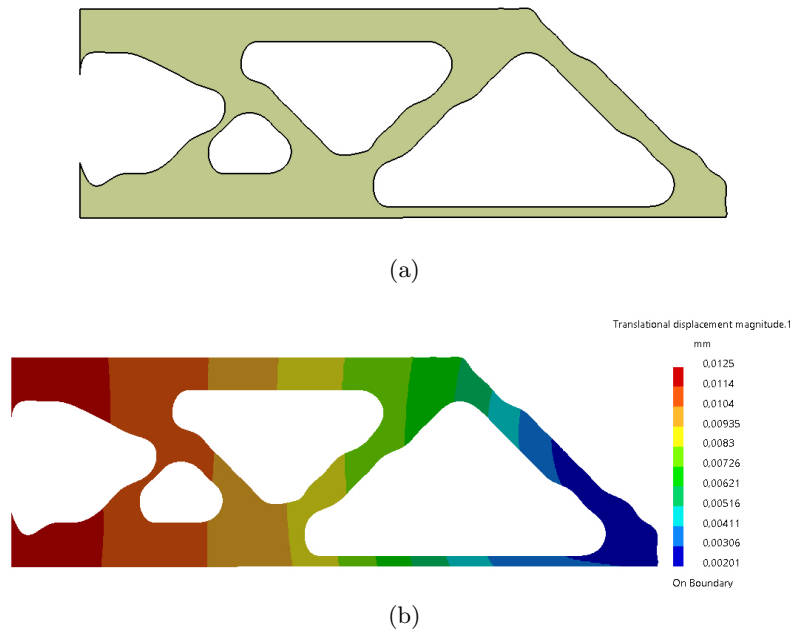 (a)
Translational displacement magnitude.1
mm
0,0125
0,0114
0,0104
0,00935
0,0083
0,00726
0,00621
0,00516
0,00411
0,00306
0,00201
On Boundary
(b)